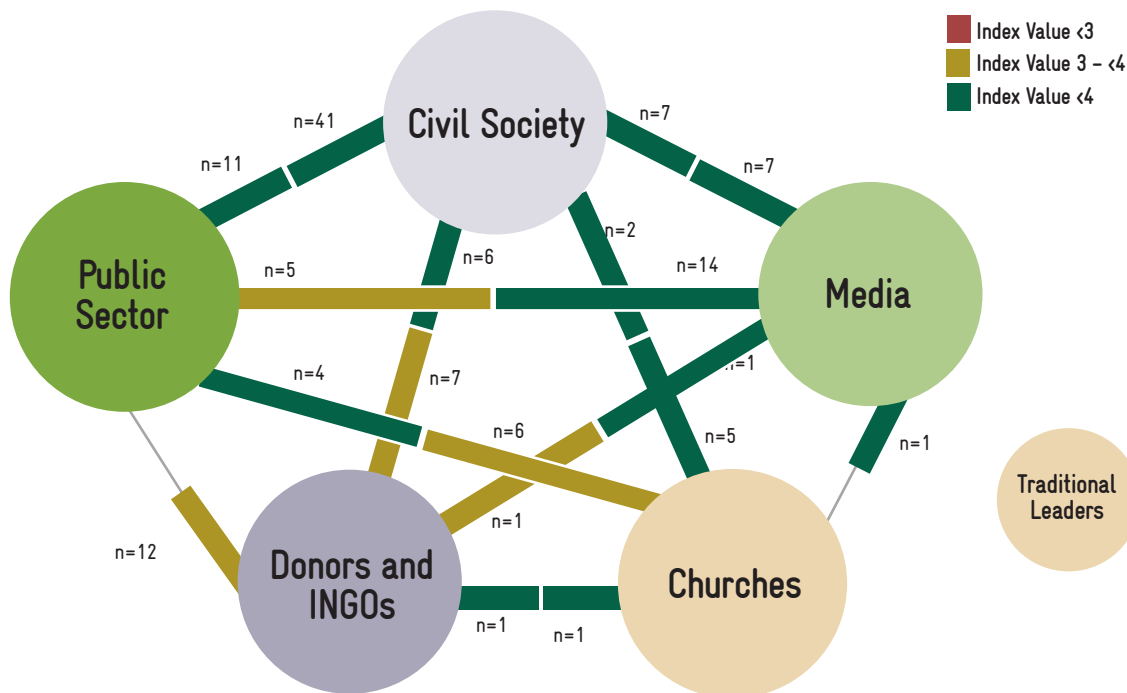 Index Value <3
Index Value 3 – <4
Index Value <4
Civil Society
n=41
n=7
n=11
n=7
n=2
n=6
Public
Sector
n=5
n=14
Media
n=4
n=7
n=1
n=6
n=5
n=1
Traditional
Leaders
n=12
n=1
Donors and
INGOs
Churches
n=1
n=1